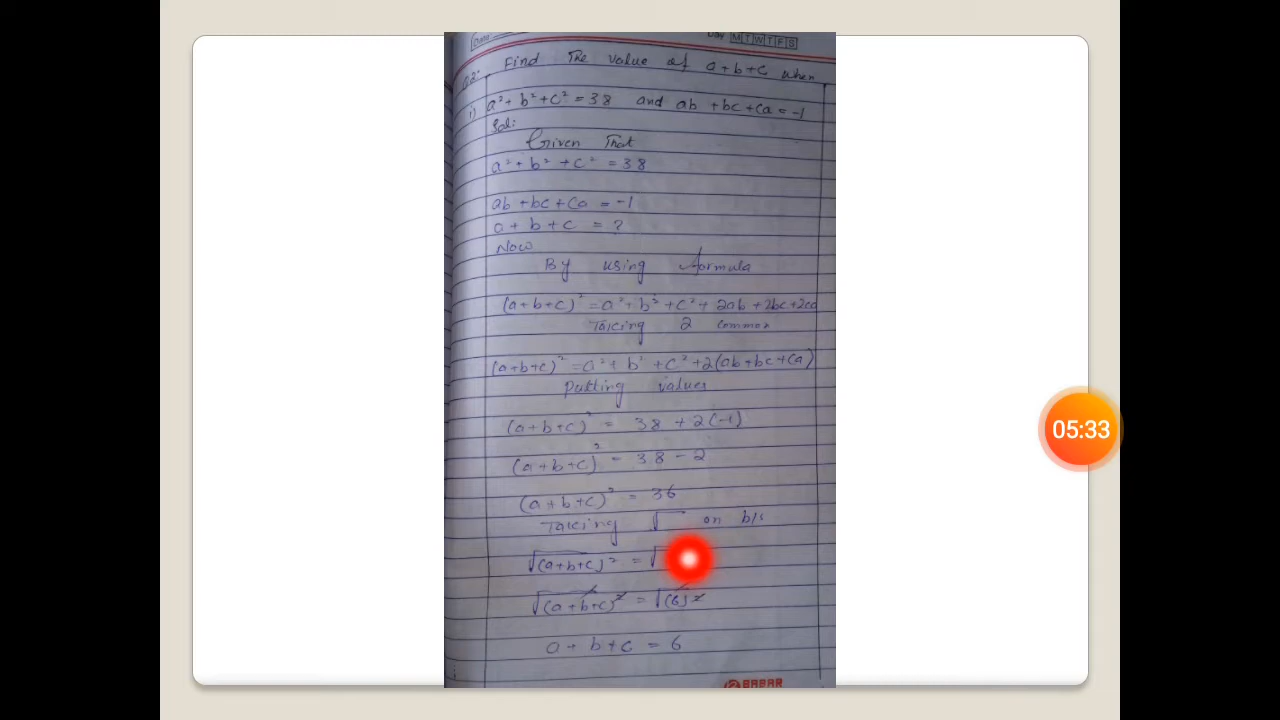 Date Day M T W T F S
Q2: Find The value of a+b+c when
i) a²+b²+c²=38 and ab+bc+ca=-1
Sol:
Given That
a²+b²+c²=38
ab+bc+ca=-1
a+b+c=?
Now
By using formula
(a+b+c)²=a²+b²+c²+2ab+2bc+2ca
Taking 2 common
(a+b+c)²=a²+b²+c²+2(ab+bc+ca)
Putting values
(a+b+c)²=38+2(-1)
(a+b+c)²=38-2
(a+b+c)²=36
Taking √ on b/s
√(a+b+c)²=√
√(a+b+c)²=√(6)²
a+b+c=6
05:33